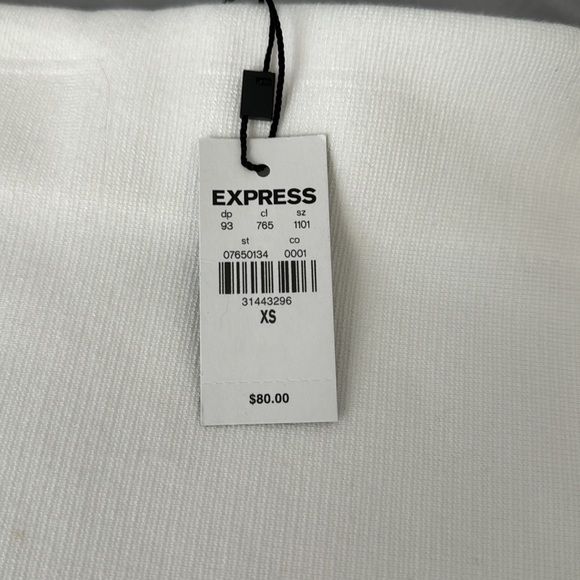 EXPRESS
dp cl sz
93 765 1101
st co
07650134 0001
31443296
XS
$80.00